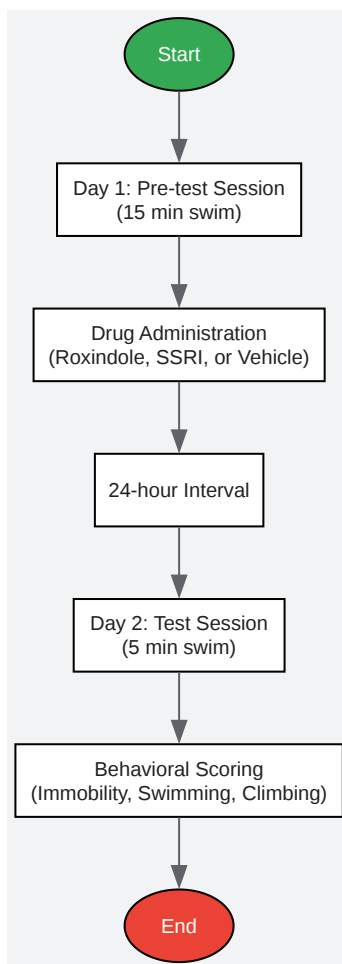 Start
Day 1: Pre-test Session
(15 min swim)
Drug Administration
(Roxindole, SSRI, or Vehicle)
24-hour Interval
Day 2: Test Session
(5 min swim)
Behavioral Scoring
(Immobility, Swimming, Climbing)
End